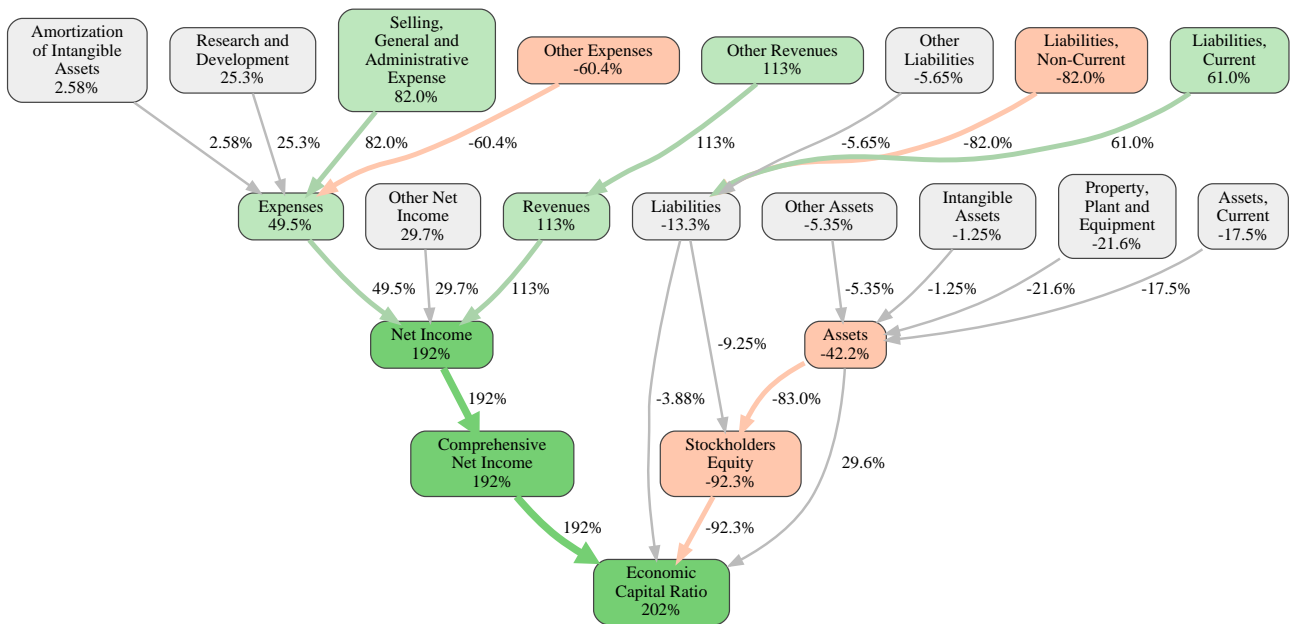 Amortization
of Intangible
Assets
2.58%
Research and
Development
25.3%
Selling,
General and
Administrative
Expense
82.0%
Other Expenses
-60.4%
Other Revenues
113%
Other
Liabilities
-5.65%
Liabilities,
Non-Current
-82.0%
Liabilities,
Current
61.0%
2.58%
25.3%
82.0%
-60.4%
113%
-5.65%
-82.0%
61.0%
Expenses
49.5%
Other Net
Income
29.7%
Revenues
113%
Liabilities
-13.3%
Other Assets
-5.35%
Intangible
Assets
-1.25%
Property,
Plant and
Equipment
-21.6%
Assets,
Current
-17.5%
49.5%
29.7%
113%
-5.35%
-1.25%
-21.6%
-17.5%
Net Income
192%
-9.25%
Assets
-42.2%
192%
-3.88%
-83.0%
Comprehensive
Net Income
192%
Stockholders
Equity
-92.3%
29.6%
192%
-92.3%
Economic
Capital Ratio
202%